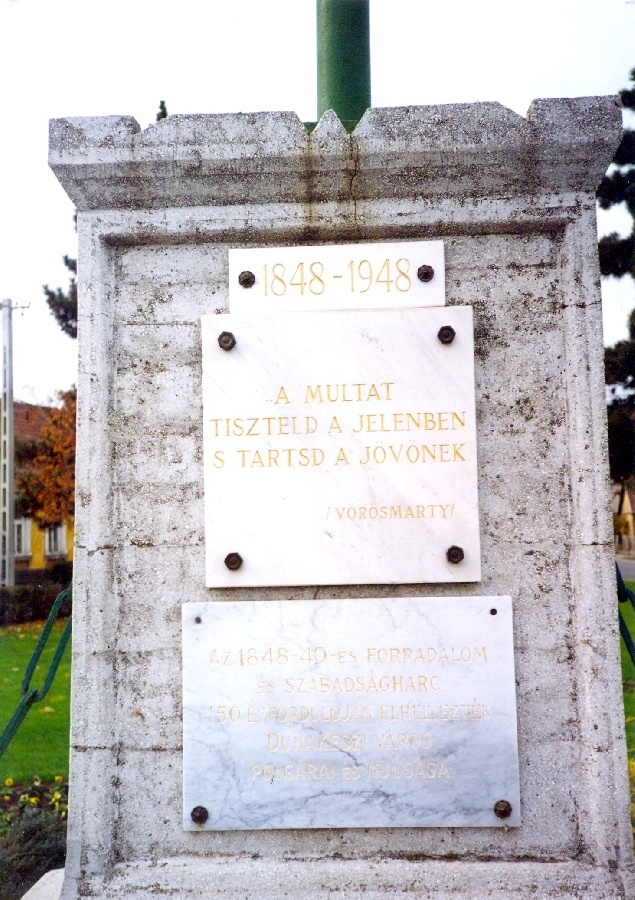 1848-1948
A MULTAT
TISZTELD A JELENBEN
S TARTSD A JÖVÖNEK
/VÖRÖSMARTY/
AZ 1848-49-ES FORRADALOM
ÉS SZABADSÁGHARC
150. ÉVFORDULÓJÁN ELHELYEZTÉK
DUNAKESZI VÁROS
POLGÁRAI ÉS IFJÚSÁGA